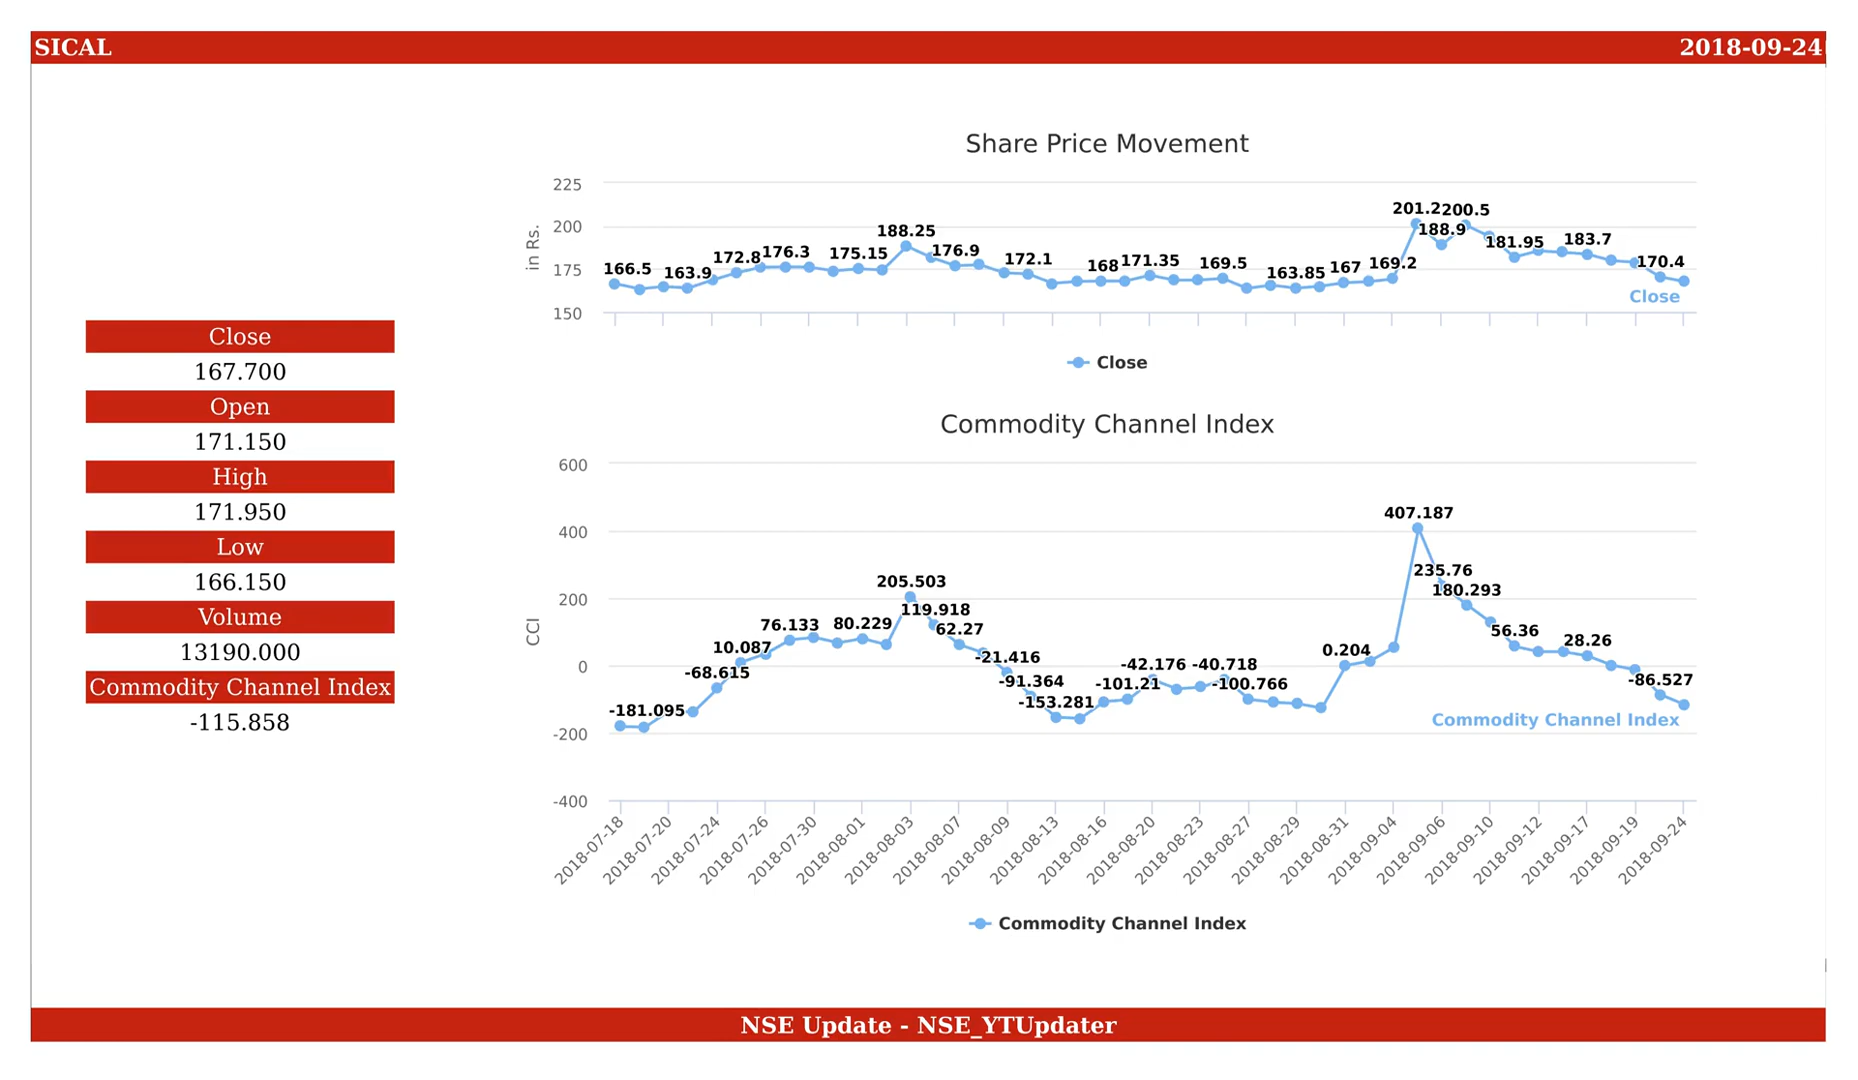 SICAL 2018-09-24
Close
167.700
Open
171.150
High
171.950
Low
166.150
Volume
13190.000
Commodity Channel Index
-115.858
Share Price Movement
in Rs.
225
200
175
150
166.5 163.9 172.8 176.3 175.15 188.25 176.9 172.1 168 171.35 169.5 163.85 167 169.2 201.2 188.9 200.5 181.95 183.7 170.4
Close
Close
Commodity Channel Index
CCI
600
400
200
0
-200
-400
-181.095 -68.615 10.087 76.133 80.229 205.503 119.918 62.27 -21.416 -91.364 -153.281 -101.21 -42.176 -40.718 -100.766 0.204 407.187 235.76 180.293 56.36 28.26 -86.527
Commodity Channel Index
2018-07-18 2018-07-20 2018-07-24 2018-07-26 2018-07-30 2018-08-01 2018-08-03 2018-08-07 2018-08-09 2018-08-13 2018-08-16 2018-08-20 2018-08-23 2018-08-27 2018-08-29 2018-08-31 2018-09-04 2018-09-06 2018-09-10 2018-09-12 2018-09-17 2018-09-19 2018-09-24
Commodity Channel Index
NSE Update - NSE_YTUpdater